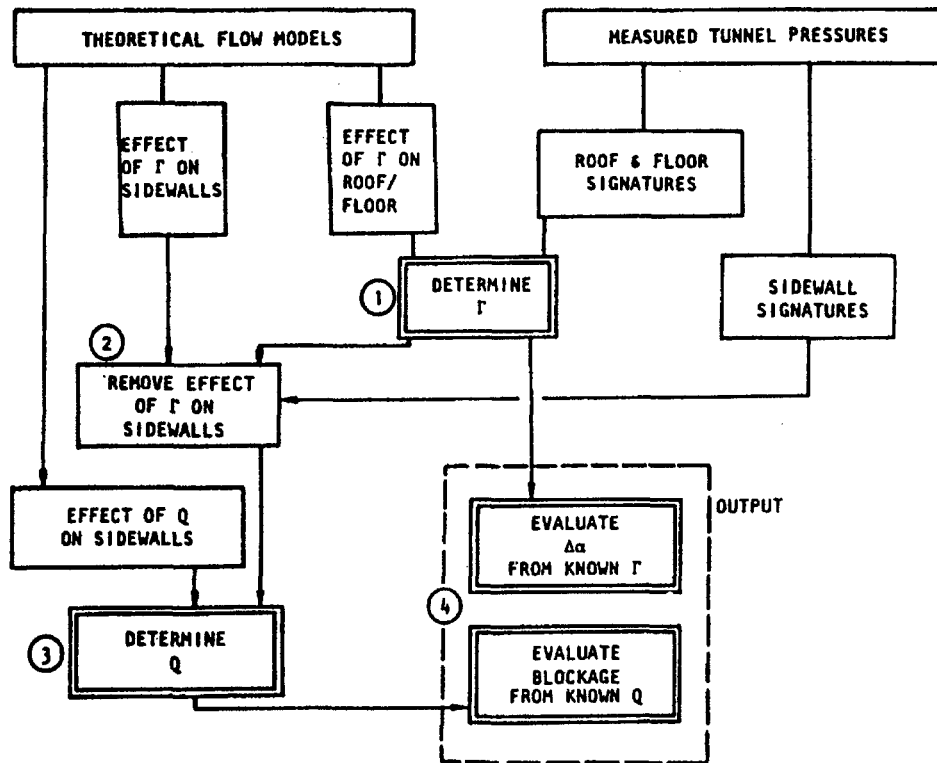 THEORETICAL FLOW MODELS
MEASURED TUNNEL PRESSURES
EFFECT
OF Γ ON
SIDEWALLS
EFFECT
OF Γ ON
ROOF/
FLOOR
ROOF & FLOOR
SIGNATURES
1
DETERMINE
Γ
SIDEWALL
SIGNATURES
2
REMOVE EFFECT
OF Γ ON
SIDEWALLS
EFFECT OF Q
ON SIDEWALLS
OUTPUT
EVALUATE
Δα
FROM KNOWN Γ
4
3
DETERMINE
Q
EVALUATE
BLOCKAGE
FROM KNOWN Q